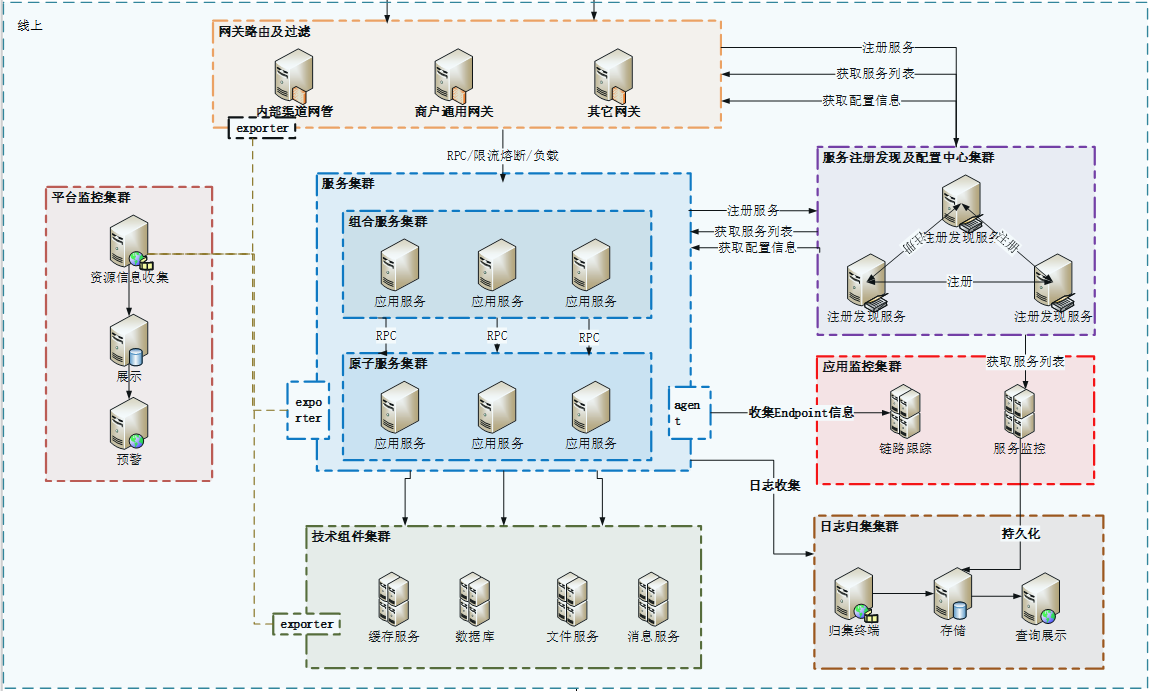 线上
网关路由及过滤
内部渠道网管
商户通用网关
其它网关
exporter
注册服务
获取服务列表
获取配置信息
RPC/限流熔断/负载
服务注册发现及配置中心集群
注册发现服务
注册
注册
注册
注册发现服务
注册发现服务
平台监控集群
资源信息收集
展示
预警
服务集群
组合服务集群
应用服务
应用服务
应用服务
RPC
RPC
RPC
原子服务集群
应用服务
应用服务
应用服务
expo
rter
agen
t
注册服务
获取服务列表
获取配置信息
获取服务列表
应用监控集群
收集Endpoint信息
链路跟踪
服务监控
日志收集
持久化
技术组件集群
缓存服务
数据库
文件服务
消息服务
exporter
日志归集集群
归集终端
存储
查询展示